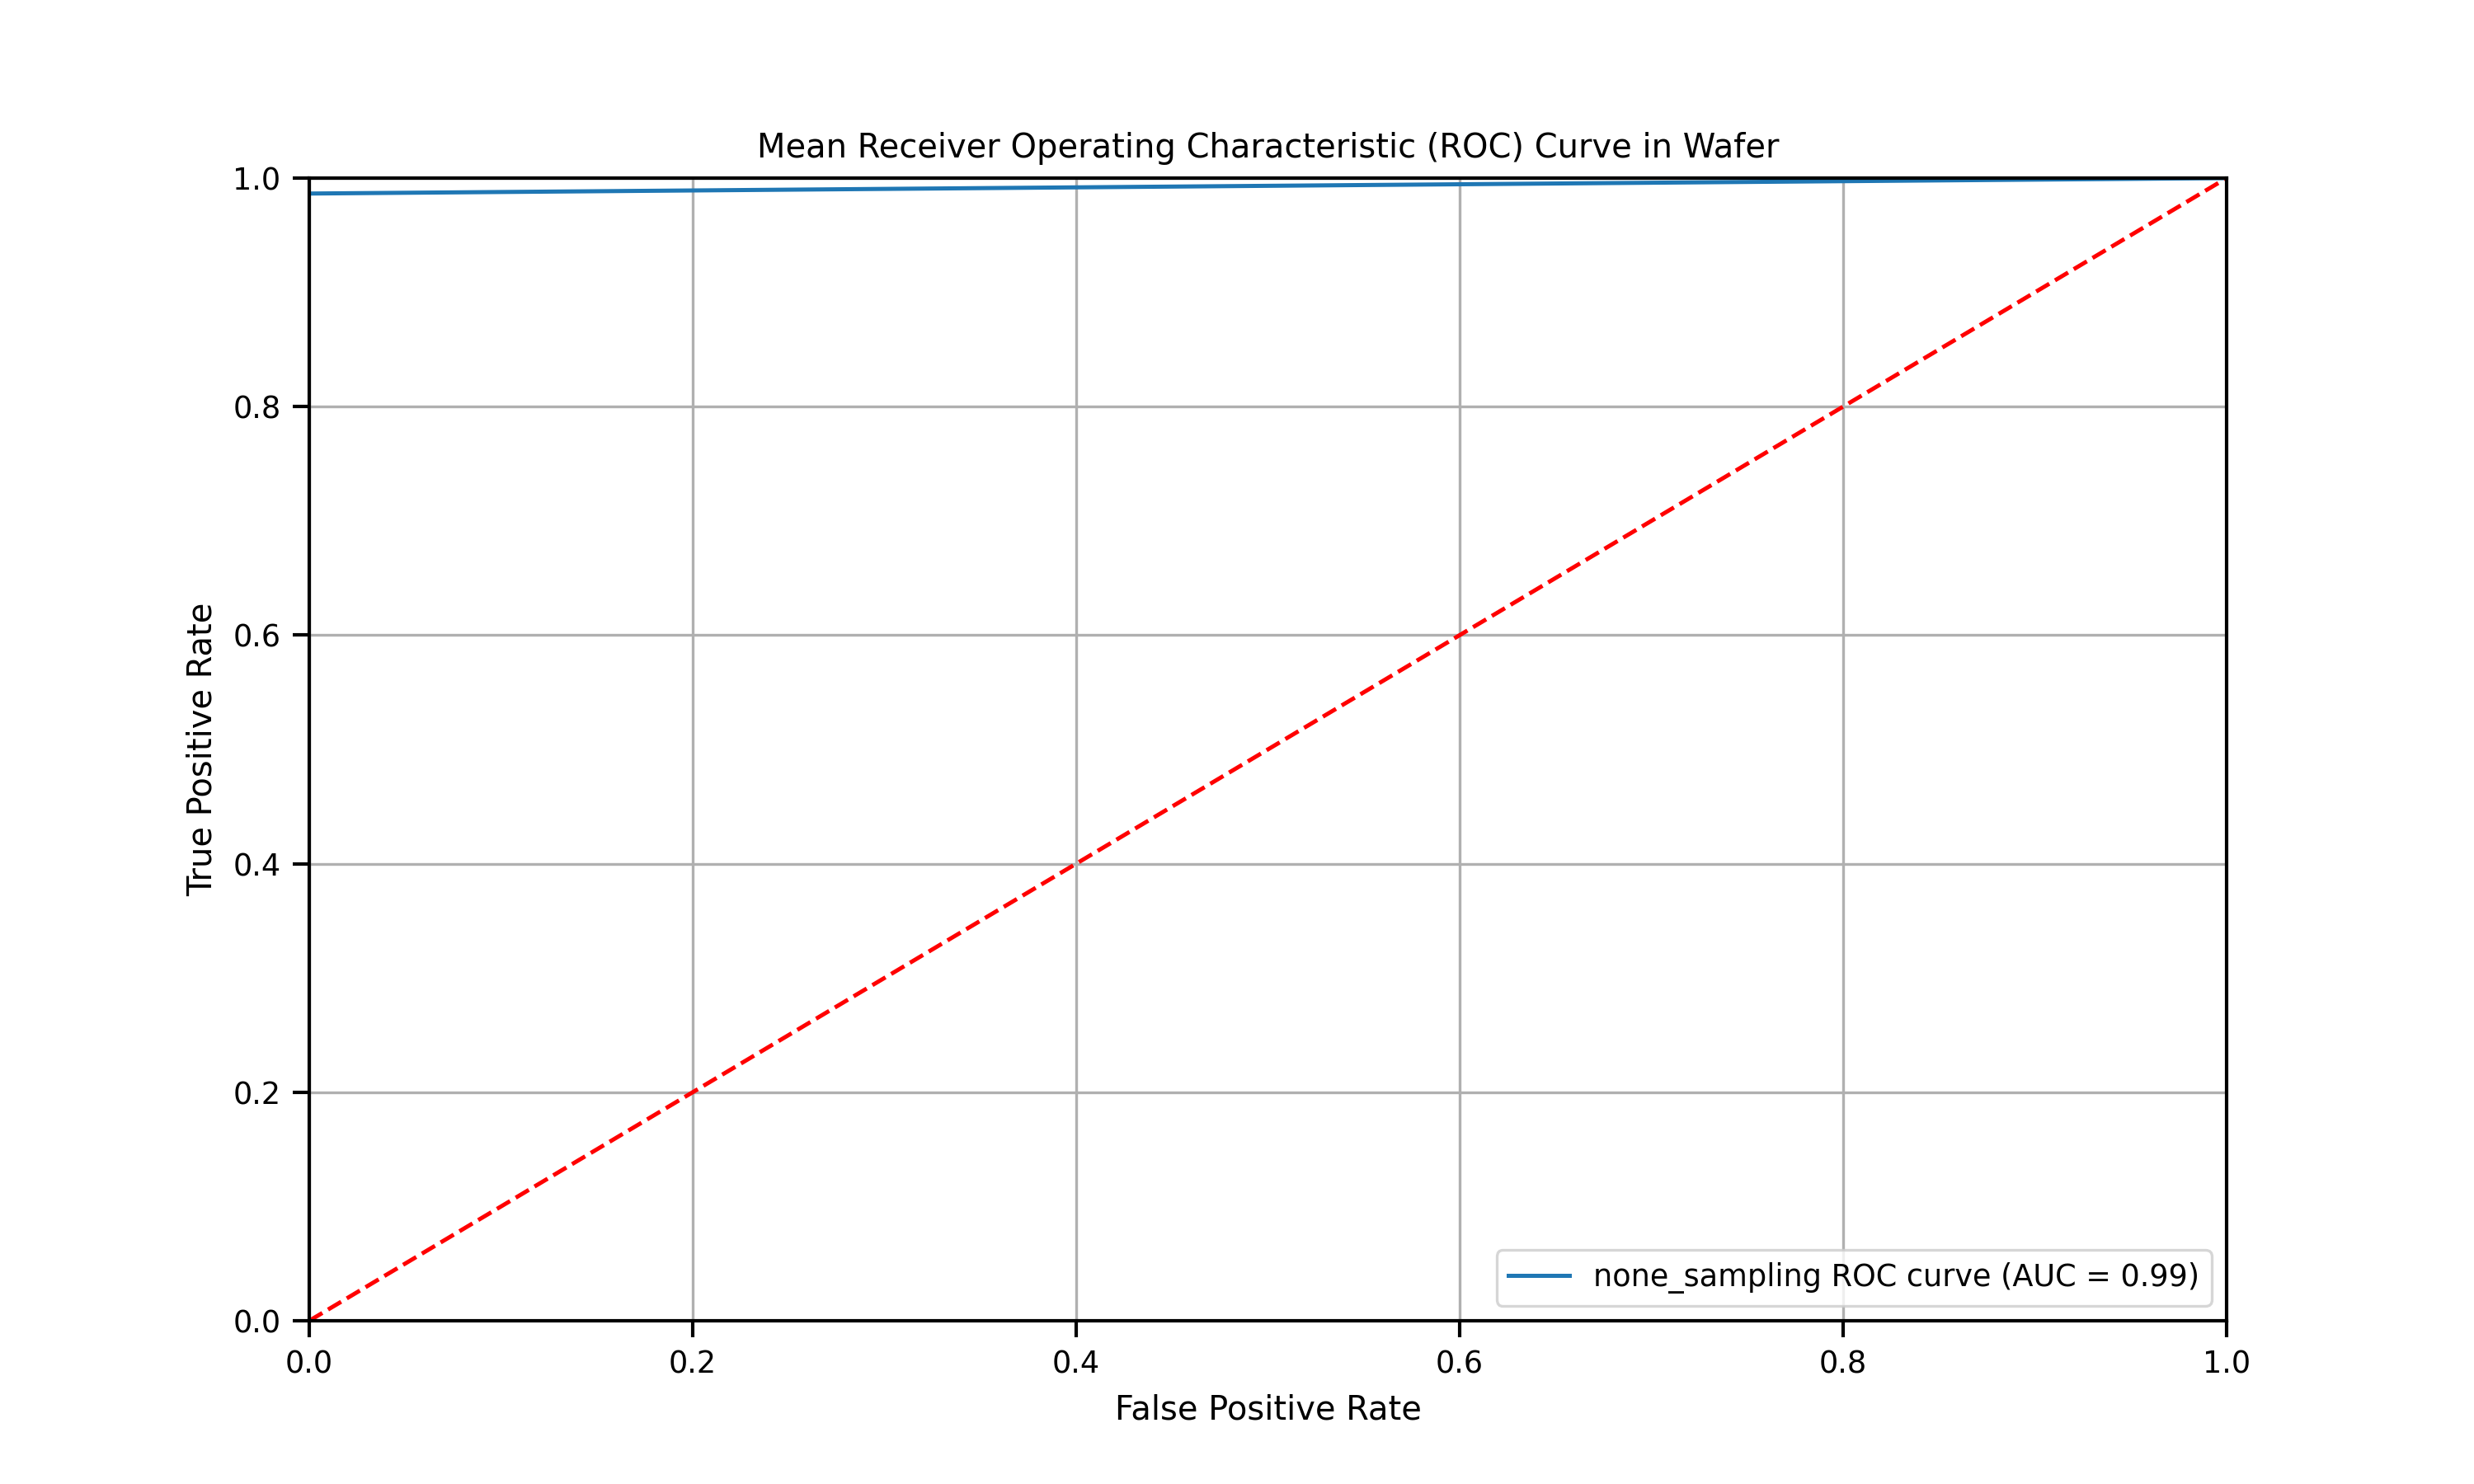 Mean Receiver Operating Characteristic (ROC) Curve in Wafer
1.0
0.8
0.6
0.4
0.2
0.0
True Positive Rate
0.0 0.2 0.4 0.6 0.8 1.0
False Positive Rate
none_sampling ROC curve (AUC = 0.99)